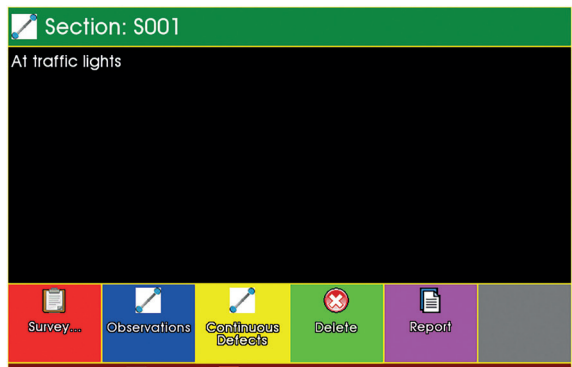 Section: S001
At traffic lights
Survey...
Observations
Continuous
Defects
Delete
Report